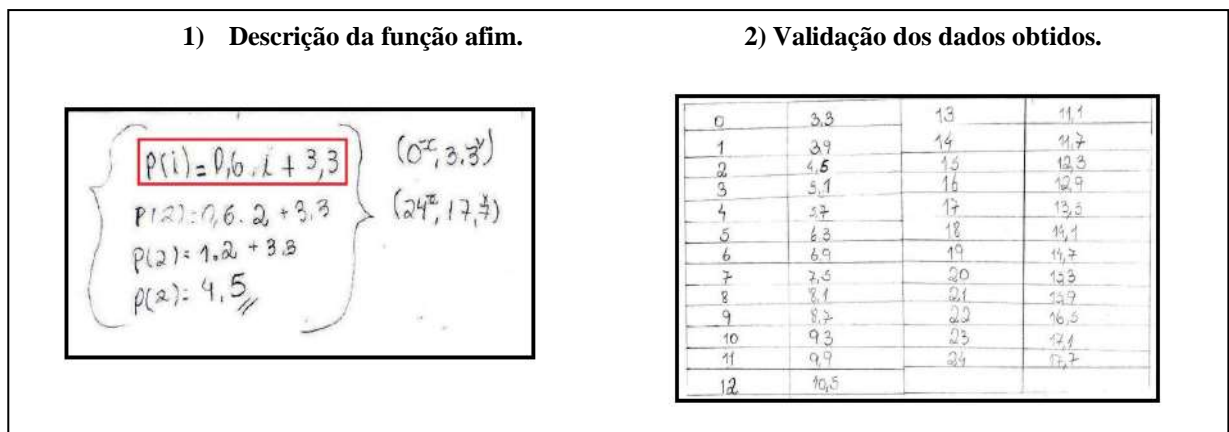 1) Descrição da função afim.
2) Validação dos dados obtidos.
P(i)=0,6.i + 3,3
P(2)=0,6.2 + 3,3
P(2)= 1.2 + 3.3
P(2)= 4,5
(0ˣ, 3.3ʸ)
(24ˣ, 17,7ʸ)
0 3,3 13 11,1
1 3,9 14 11,7
2 4,5 15 12,3
3 5,1 16 12,9
4 5,7 17 13,5
5 6,3 18 14,1
6 6,9 19 14,7
7 7,5 20 15,3
8 8,1 21 15,9
9 8,7 22 16,5
10 9,3 23 17,1
11 9,9 24 17,7
12 10,5